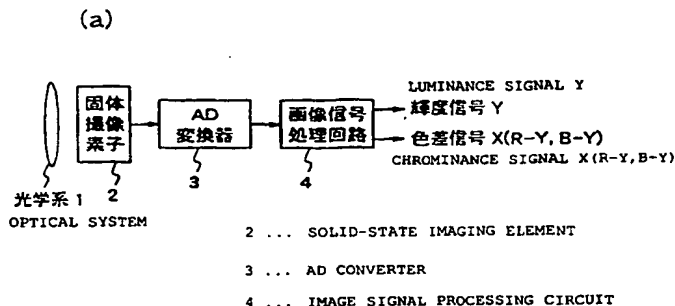 (a)
LUMINANCE SIGNAL Y
輝度信号 Y
固体
撮像
素子
AD
変換器
画像信号
処理回路
色差信号 X(R-Y, B-Y)
CHROMINANCE SIGNAL X(R-Y,B-Y)
2
3
4
光学系 1
OPTICAL SYSTEM
2 ... SOLID-STATE IMAGING ELEMENT
3 ... AD CONVERTER
4 ... IMAGE SIGNAL PROCESSING CIRCUIT